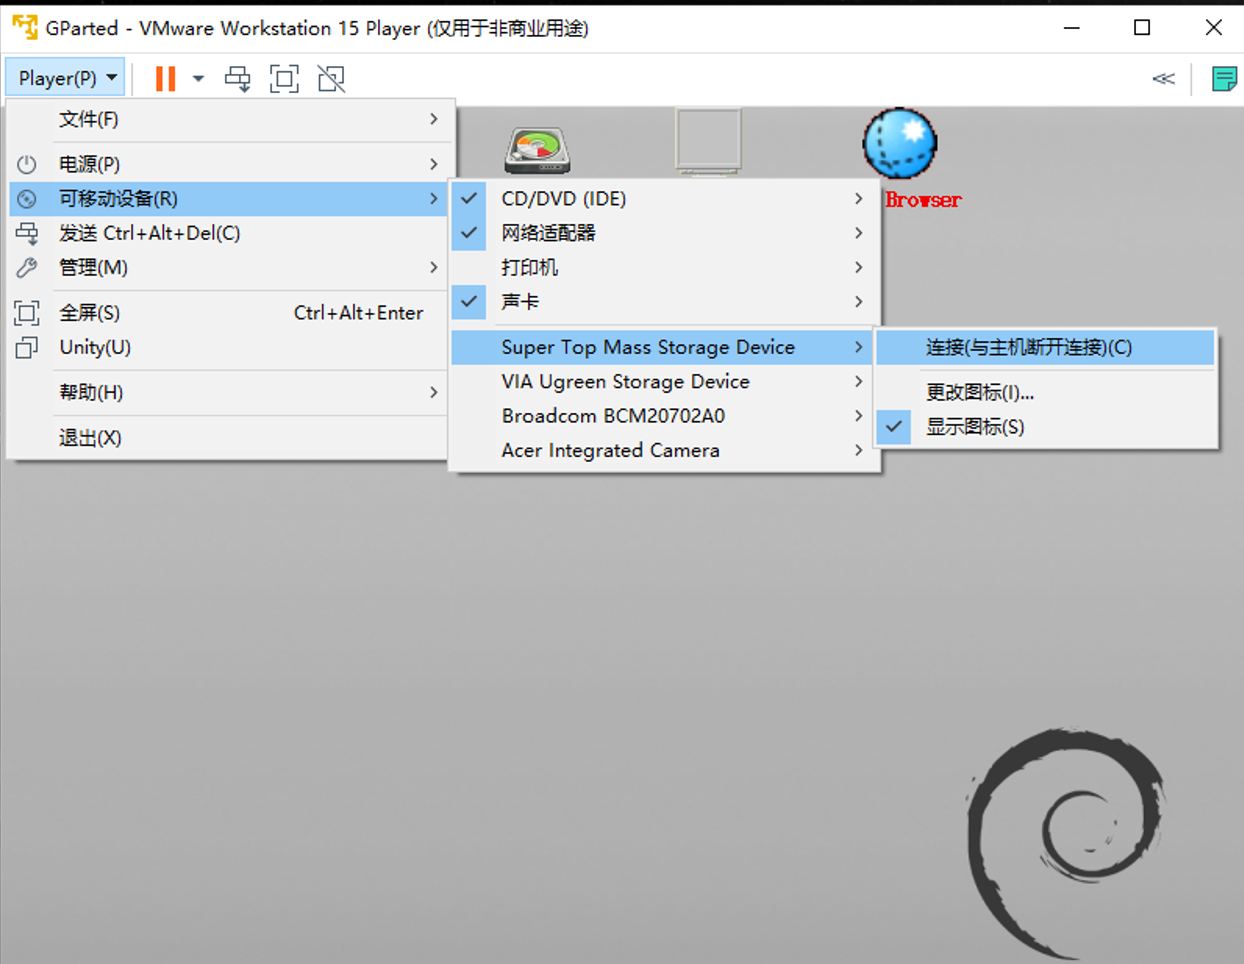 GParted - VMware Workstation 15 Player (仅用于非商业用途)
Player(P)
文件(F)
电源(P)
可移动设备(R)
发送 Ctrl+Alt+Del(C)
管理(M)
全屏(S) Ctrl+Alt+Enter
Unity(U)
帮助(H)
退出(X)
Browser
CD/DVD (IDE)
网络适配器
打印机
声卡
Super Top Mass Storage Device
VIA Ugreen Storage Device
Broadcom BCM20702A0
Acer Integrated Camera
连接(与主机断开连接)(C)
更改图标(I)...
显示图标(S)